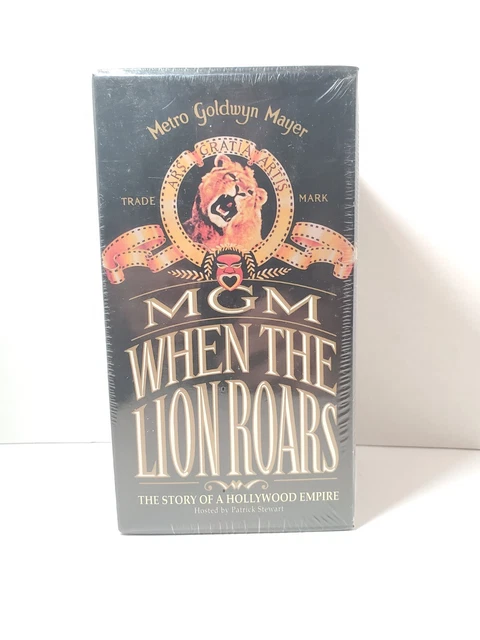 Metro Goldwyn Mayer
ARS GRATIA ARTIS
TRADE MARK
MGM
WHEN THE
LION ROARS
THE STORY OF A HOLLYWOOD EMPIRE
Hosted by Patrick Stewart